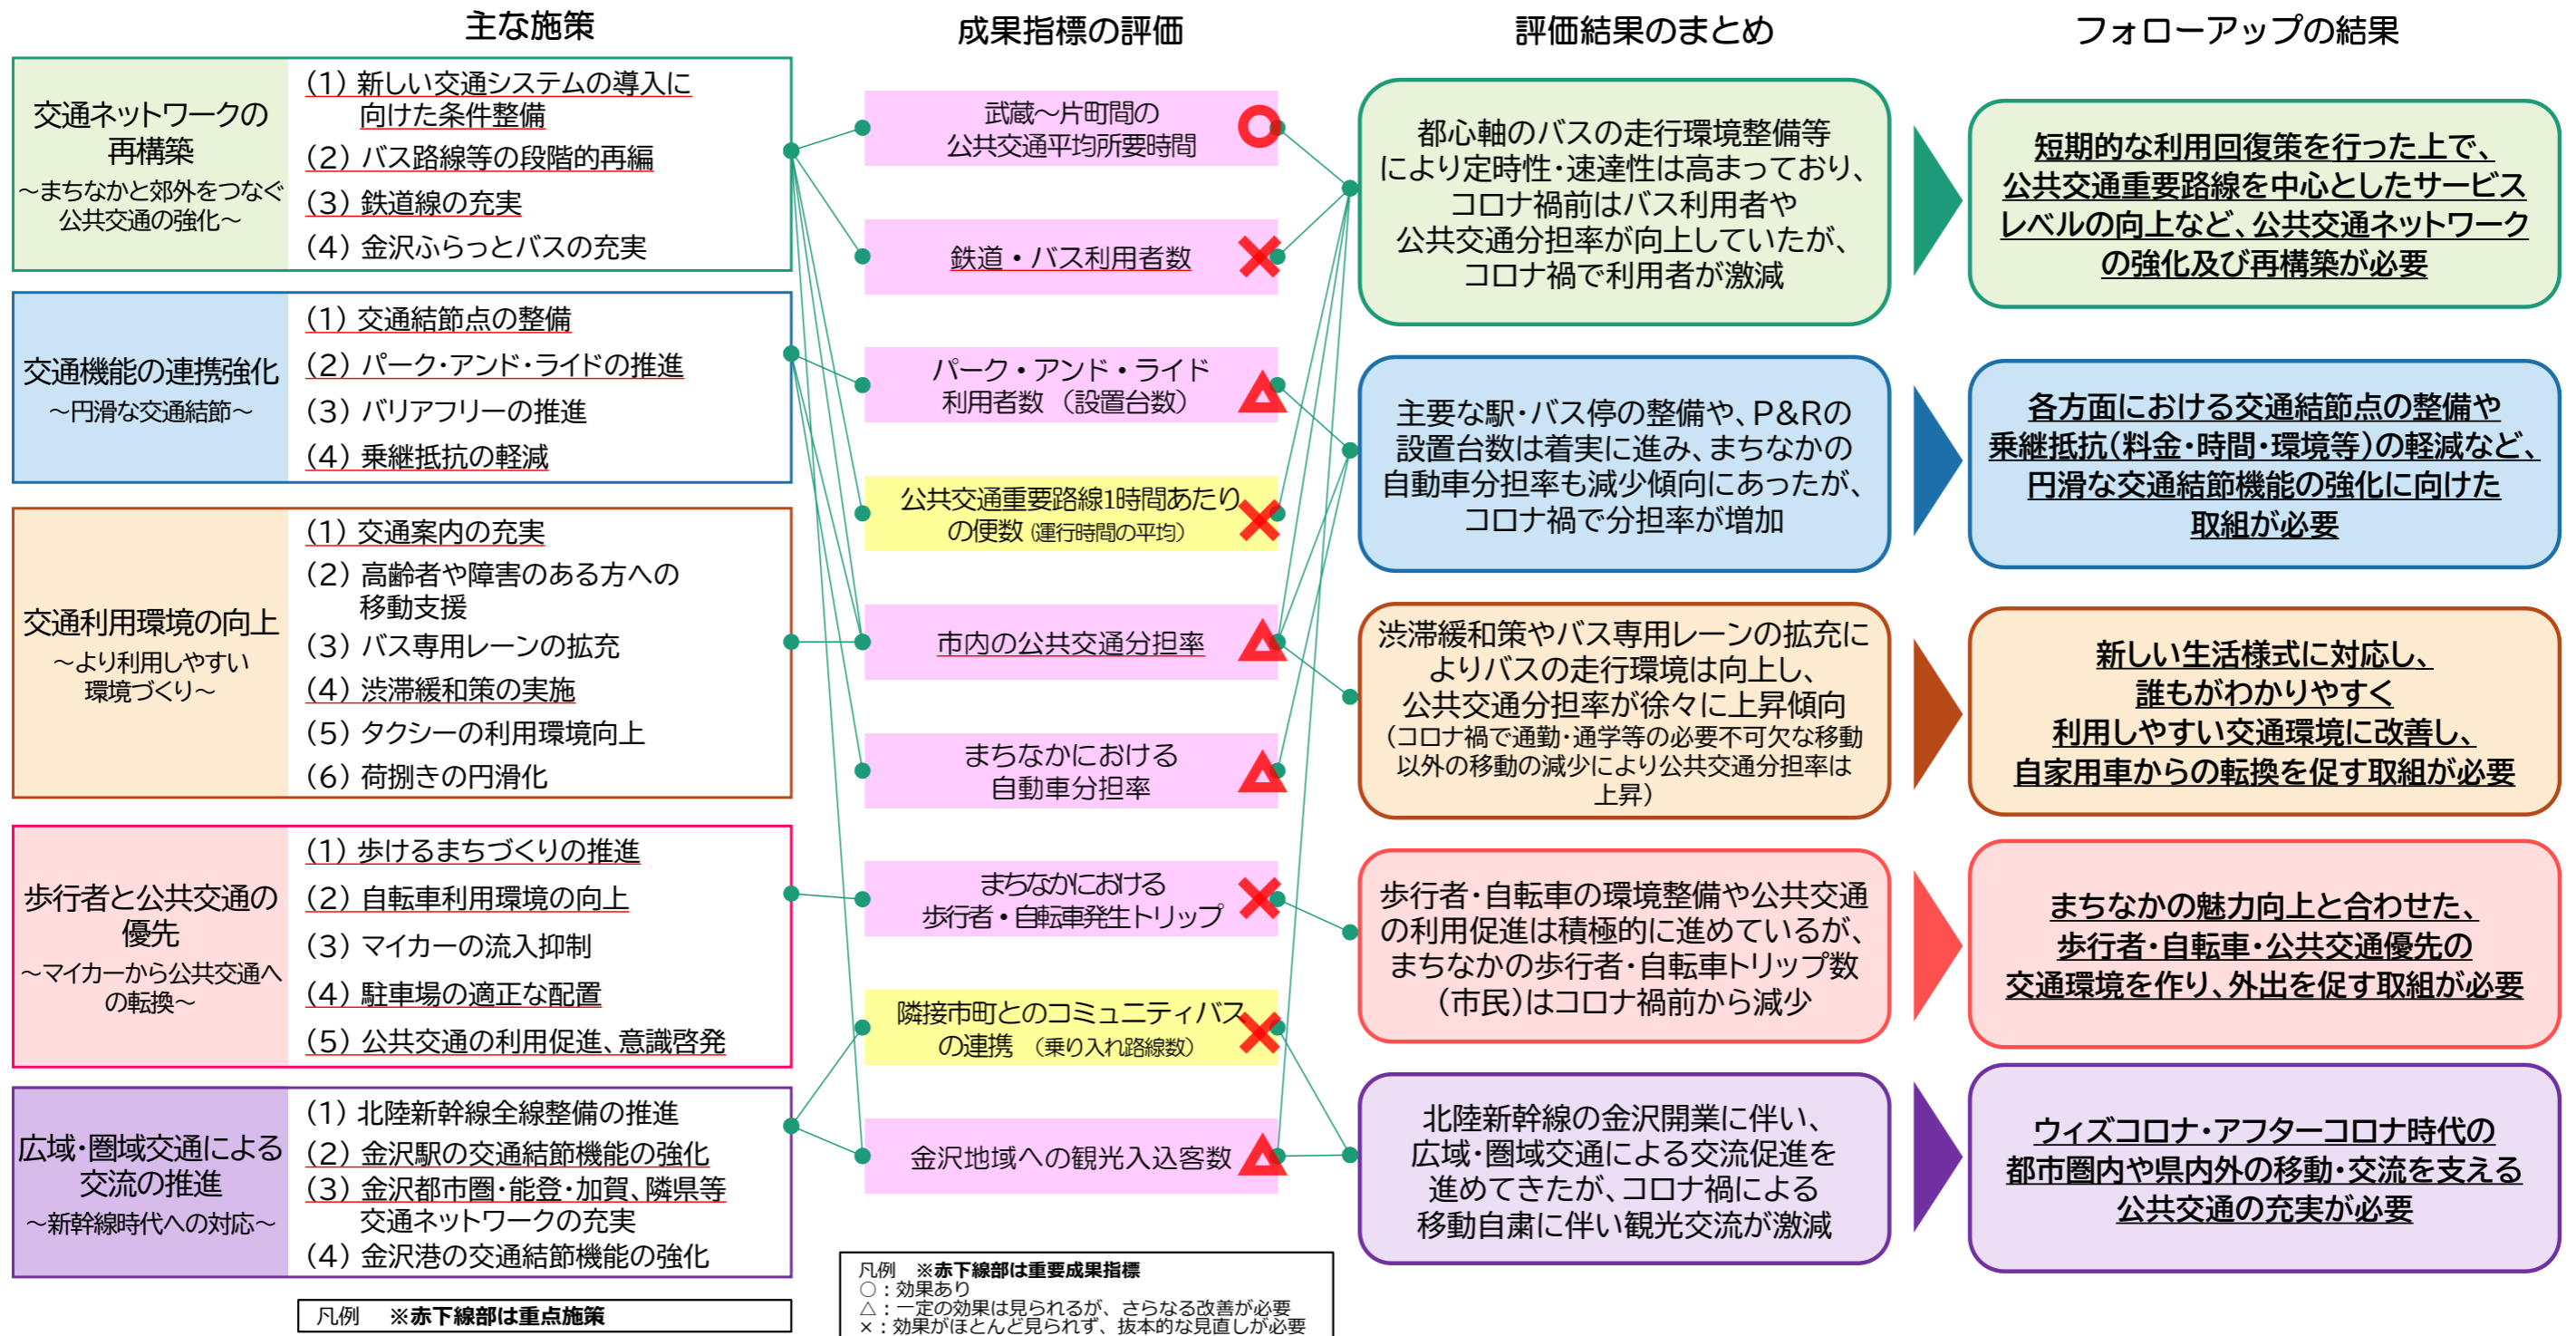 主な施策
成果指標の評価
評価結果のまとめ
フォローアップの結果
交通ネットワークの
再構築
～まちなかと郊外をつなぐ
公共交通の強化～
（1） 新しい交通システムの導入に
向けた条件整備
（2） バス路線等の段階的再編
（3） 鉄道線の充実
（4） 金沢ふらっとバスの充実
交通機能の連携強化
～円滑な交通結節～
（1） 交通結節点の整備
（2） パーク・アンド・ライドの推進
（3） バリアフリーの推進
（4） 乗継抵抗の軽減
交通利用環境の向上
～より利用しやすい
環境づくり～
（1） 交通案内の充実
（2） 高齢者や障害のある方への
移動支援
（3） バス専用レーンの拡充
（4） 渋滞緩和策の実施
（5） タクシーの利用環境向上
（6） 荷捌きの円滑化
歩行者と公共交通の
優先
～マイカーから公共交通へ
の転換～
（1） 歩けるまちづくりの推進
（2） 自転車利用環境の向上
（3） マイカーの流入抑制
（4） 駐車場の適正な配置
（5） 公共交通の利用促進、意識啓発
広域・圏域交通による
交流の推進
～新幹線時代への対応～
（1） 北陸新幹線全線整備の推進
（2） 金沢駅の交通結節機能の強化
（3） 金沢都市圏・能登・加賀、隣県等
交通ネットワークの充実
（4） 金沢港の交通結節機能の強化
凡例　※赤下線部は重点施策
武蔵～片町間の
公共交通平均所要時間
鉄道・バス利用者数
パーク・アンド・ライド
利用者数 （設置台数）
公共交通重要路線1時間あたり
の便数 （運行時間の平均）
市内の公共交通分担率
まちなかにおける
自動車分担率
まちなかにおける
歩行者・自転車発生トリップ
隣接市町とのコミュニティバス
の連携 （乗り入れ路線数）
金沢地域への観光入込客数
凡例　※赤下線部は重要成果指標
○：効果あり
△：一定の効果は見られるが、さらなる改善が必要
×：効果がほとんど見られず、抜本的な見直しが必要
都心軸のバスの走行環境整備等
により定時性・速達性は高まっており、
コロナ禍前はバス利用者や
公共交通分担率が向上していたが、
コロナ禍で利用者が激減
主要な駅・バス停の整備や、P&Rの
設置台数は着実に進み、まちなかの
自動車分担率も減少傾向にあったが、
コロナ禍で分担率が増加
渋滞緩和策やバス専用レーンの拡充に
よりバスの走行環境は向上し、
公共交通分担率が徐々に上昇傾向
（コロナ禍で通勤・通学等の必要不可欠な移動
以外の移動の減少により公共交通分担率は
上昇）
歩行者・自転車の環境整備や公共交通
の利用促進は積極的に進めているが、
まちなかの歩行者・自転車トリップ数
（市民）はコロナ禍前から減少
北陸新幹線の金沢開業に伴い、
広域・圏域交通による交流促進を
進めてきたが、コロナ禍による
移動自粛に伴い観光交流が激減
短期的な利用回復策を行った上で、
公共交通重要路線を中心としたサービス
レベルの向上など、公共交通ネットワーク
の強化及び再構築が必要
各方面における交通結節点の整備や
乗継抵抗（料金・時間・環境等）の軽減など、
円滑な交通結節機能の強化に向けた
取組が必要
新しい生活様式に対応し、
誰もがわかりやすく
利用しやすい交通環境に改善し、
自家用車からの転換を促す取組が必要
まちなかの魅力向上と合わせた、
歩行者・自転車・公共交通優先の
交通環境を作り、外出を促す取組が必要
ウィズコロナ・アフターコロナ時代の
都市圏内や県内外の移動・交流を支える
公共交通の充実が必要